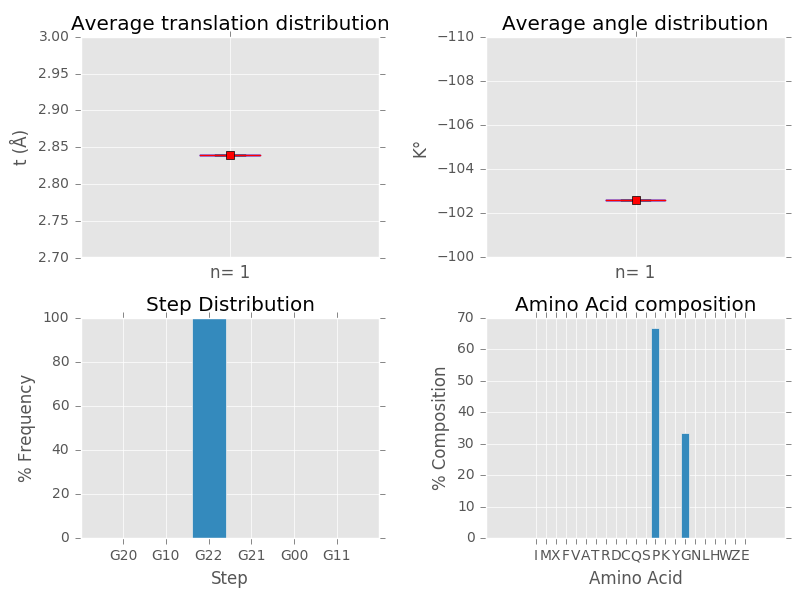 Average translation distribution
3.00
2.95
2.90
2.85
2.80
2.75
2.70
t (Å)
n= 1
Average angle distribution
−110
−108
−106
−104
−102
−100
K°
n= 1
Step Distribution
100
80
60
40
20
0
% Frequency
G20 G10 G22 G21 G00 G11
Step
Amino Acid composition
70
60
50
40
30
20
10
0
% Composition
I M X F V A T R D C Q S P K Y G N L H W Z E
Amino Acid